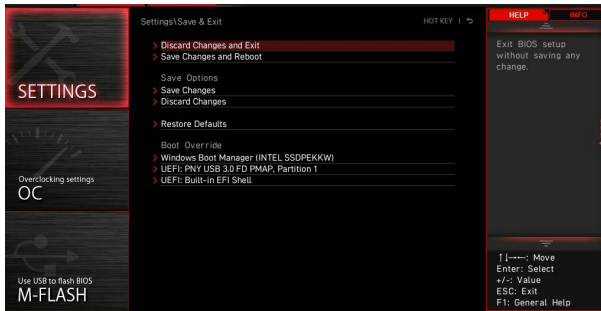 Settings\Save & Exit
HOT KEY |
HELP
INFO
> Discard Changes and Exit
> Save Changes and Reboot
Save Options
> Save Changes
> Discard Changes
> Restore Defaults
Boot Override
> Windows Boot Manager (INTEL SSDPEKKW)
> UEFI: PNY USB 3.0 FD PMAP, Partition 1
> UEFI: Built-in EFI Shell
SETTINGS
Overclocking settings
OC
Use USB to flash BIOS
M-FLASH
Exit BIOS setup
without saving any
change.
↑↓→←: Move
Enter: Select
+/-: Value
ESC: Exit
F1: General Help